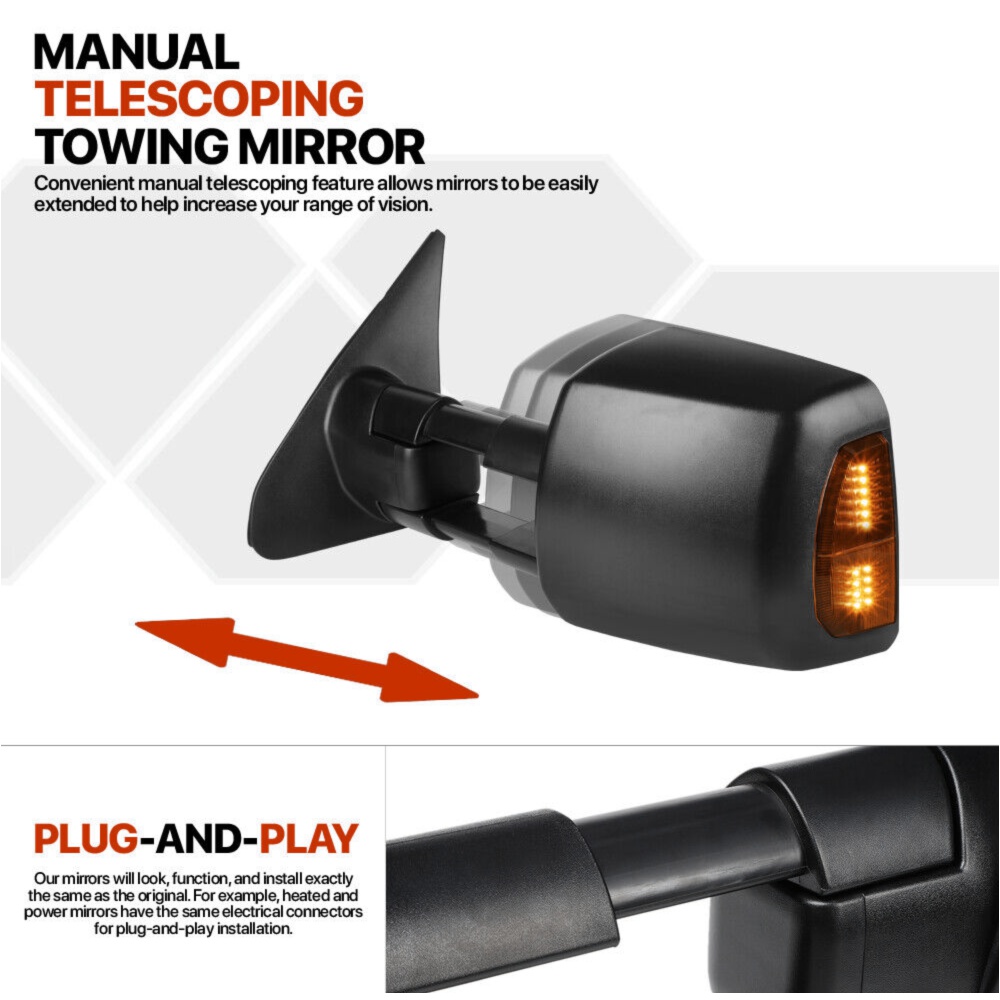 MANUAL
TELESCOPING
TOWING MIRROR
Convenient manual telescoping feature allows mirrors to be easily
extended to help increase your range of vision.
PLUG-AND-PLAY
Our mirrors will look, function, and install exactly
the same as the original. For example, heated and
power mirrors have the same electrical connectors
for plug-and-play installation.